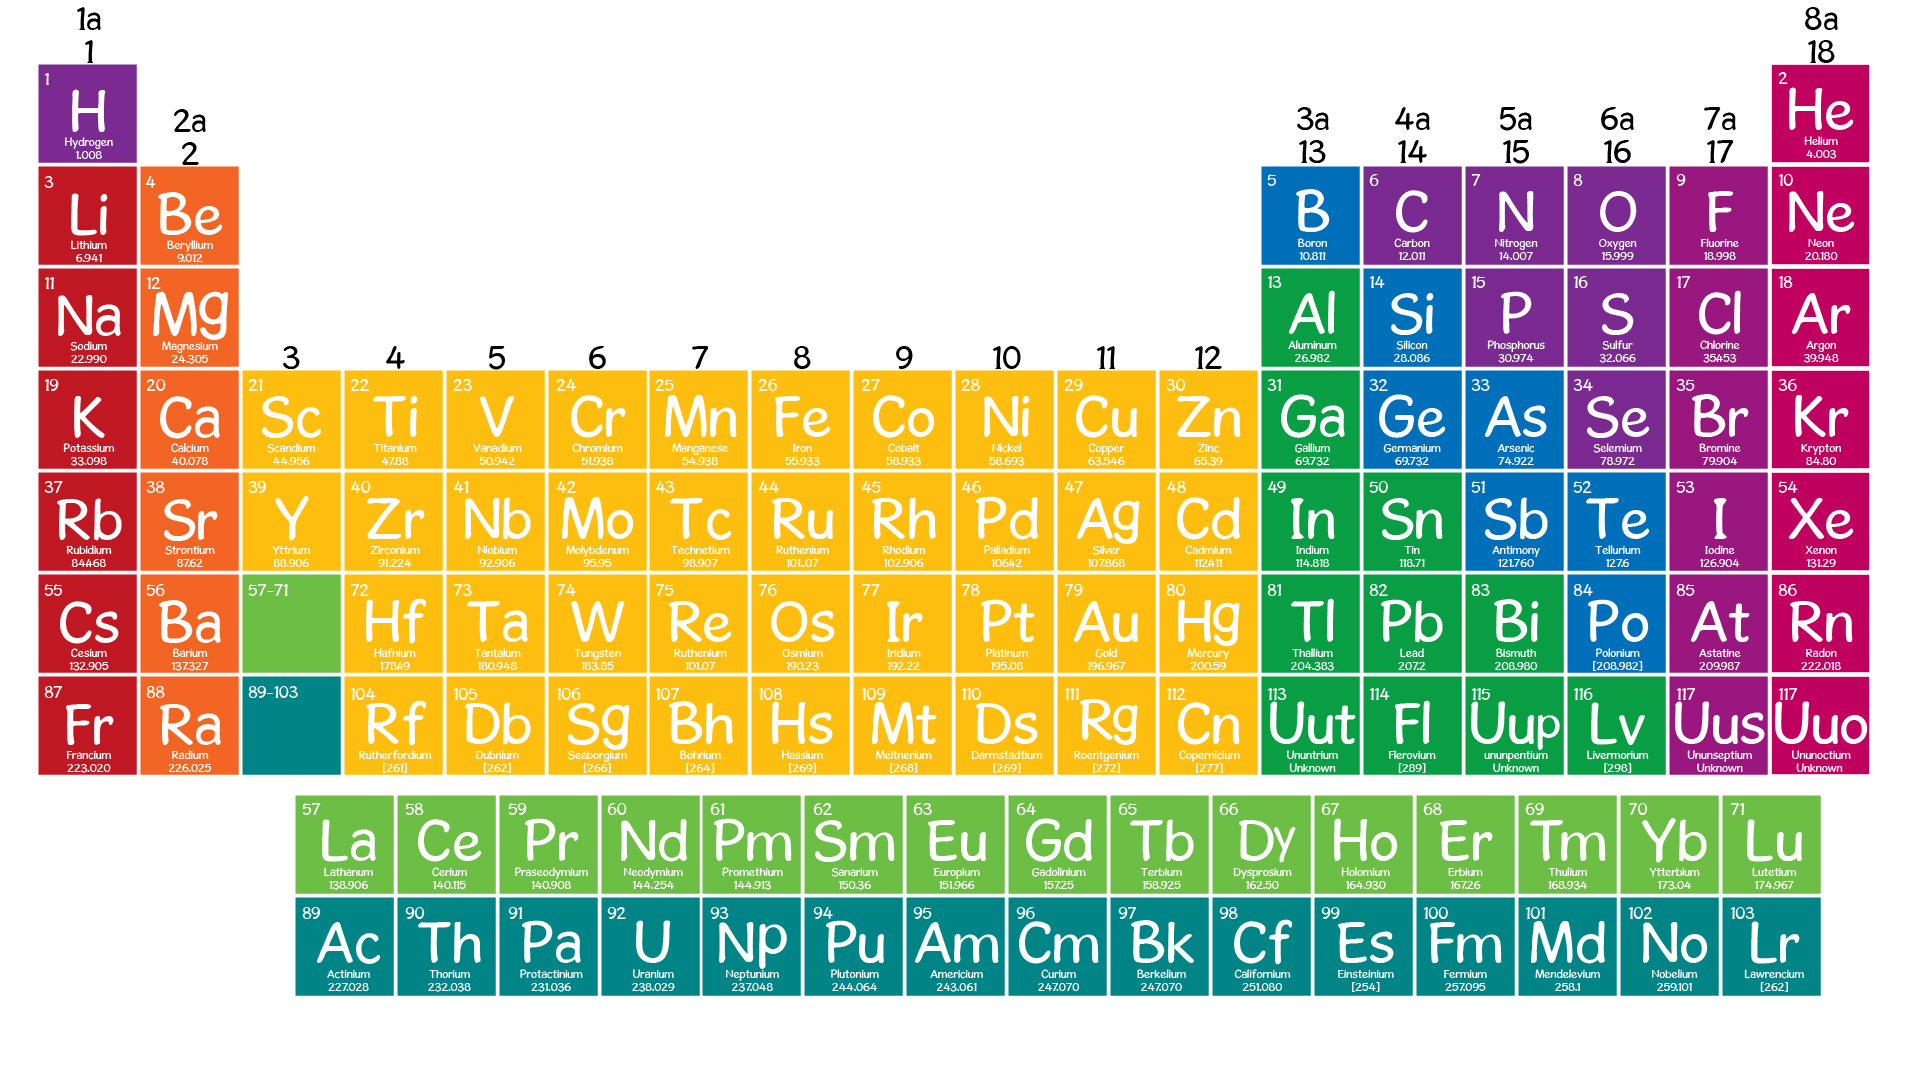 1a
1
8a
18
1
H
Hydrogen
1.008
2a
2
3a
13
4a
14
5a
15
6a
16
7a
17
2
He
Helium
4.003
3
Li
Lithium
6.941
4
Be
Beryllium
9.012
5
B
Boron
10.811
6
C
Carbon
12.011
7
N
Nitrogen
14.007
8
O
Oxygen
15.999
9
F
Fluorine
18.998
10
Ne
Neon
20.180
11
Na
Sodium
22.990
12
Mg
Magnesium
24.305
13
Al
Aluminum
26.982
14
Si
Silicon
28.086
15
P
Phosphorus
30.974
16
S
Sulfur
32.066
17
Cl
Chlorine
35453
18
Ar
Argon
39.948
3
4
5
6
7
8
9
10
11
12
19
K
Potassium
33.098
20
Ca
Calcium
40.078
21
Sc
Scandium
44.956
22
Ti
Titanium
47.88
23
V
Vanadium
50.942
24
Cr
Chromium
51.938
25
Mn
Manganese
54.938
26
Fe
Iron
55.933
27
Co
Cobalt
58.933
28
Ni
Nickel
58.693
29
Cu
Copper
63.546
30
Zn
Zinc
65.39
31
Ga
Gallium
69.732
32
Ge
Germanium
69.732
33
As
Arsenic
74.922
34
Se
Selemium
78.972
35
Br
Bromine
79.904
36
Kr
Krypton
84.80
37
Rb
Rubidium
84468
38
Sr
Strontium
87.62
39
Y
Yttrium
88.906
40
Zr
Zirconium
91.224
41
Nb
Niobium
92.906
42
Mo
Molybdenum
95.95
43
Tc
Technetium
98.907
44
Ru
Ruthenium
101.07
45
Rh
Rhodium
102.906
46
Pd
Palladium
10642
47
Ag
Silver
107.868
48
Cd
Cadmium
112411
49
In
Indium
114.818
50
Sn
Tin
118.71
51
Sb
Antimony
121.760
52
Te
Tellurium
127.6
53
I
Iodine
126.904
54
Xe
Xenon
131.29
55
Cs
Cesium
132.905
56
Ba
Barium
137.327
57-71
72
Hf
Hafnium
17849
73
Ta
Tantalum
180.948
74
W
Tungsten
183.85
75
Re
Ruthenium
101.07
76
Os
Osmium
190.23
77
Ir
Iridium
192.22
78
Pt
Platinum
195.08
79
Au
Gold
196.967
80
Hg
Mercury
200.59
81
Tl
Thallium
204.383
82
Pb
Lead
207.2
83
Bi
Bismuth
208.980
84
Po
Polonium
[208.982]
85
At
Astatine
209.987
86
Rn
Radon
222.018
87
Fr
Francium
223.020
88
Ra
Radium
226.025
89-103
104
Rf
Rutherfordium
[261]
105
Db
Dubnium
[262]
106
Sg
Seaborgium
[266]
107
Bh
Bohrium
[264]
108
Hs
Hassium
[269]
109
Mt
Meitnerium
[268]
110
Ds
Darmstadtium
[269]
111
Rg
Roentgenium
[272]
112
Cn
Copernicium
[277]
113
Uut
Ununtrium
Unknown
114
Fl
Flerovium
[289]
115
Uup
ununpentium
Unknown
116
Lv
Livermorium
[298]
117
Uus
Ununseptium
Unknown
117
Uuo
Ununoctium
Unknown
57
La
Lathanum
138.906
58
Ce
Cerium
140.115
59
Pr
Praseodymium
140.908
60
Nd
Neodymium
144.254
61
Pm
Promethium
144.913
62
Sm
Sanarium
150.36
63
Eu
Europium
151.966
64
Gd
Gadolinium
157.25
65
Tb
Terbium
158.925
66
Dy
Dysprosium
162.50
67
Ho
Holomium
164.930
68
Er
Erbium
167.26
69
Tm
Thulium
168.934
70
Yb
Ytterbium
173.04
71
Lu
Lutetium
174.967
89
Ac
Actinium
227.028
90
Th
Thorium
232.038
91
Pa
Protactinium
231.036
92
U
Uranium
238.029
93
Np
Neptunium
237.048
94
Pu
Plutonium
244.064
95
Am
Americium
243.061
96
Cm
Curium
247.070
97
Bk
Berkelium
247.070
98
Cf
Californium
251.080
99
Es
Einsteinium
[254]
100
Fm
Fermium
257.095
101
Md
Mendelevium
258.1
102
No
Nobelium
259.101
103
Lr
Lawrencium
[262]